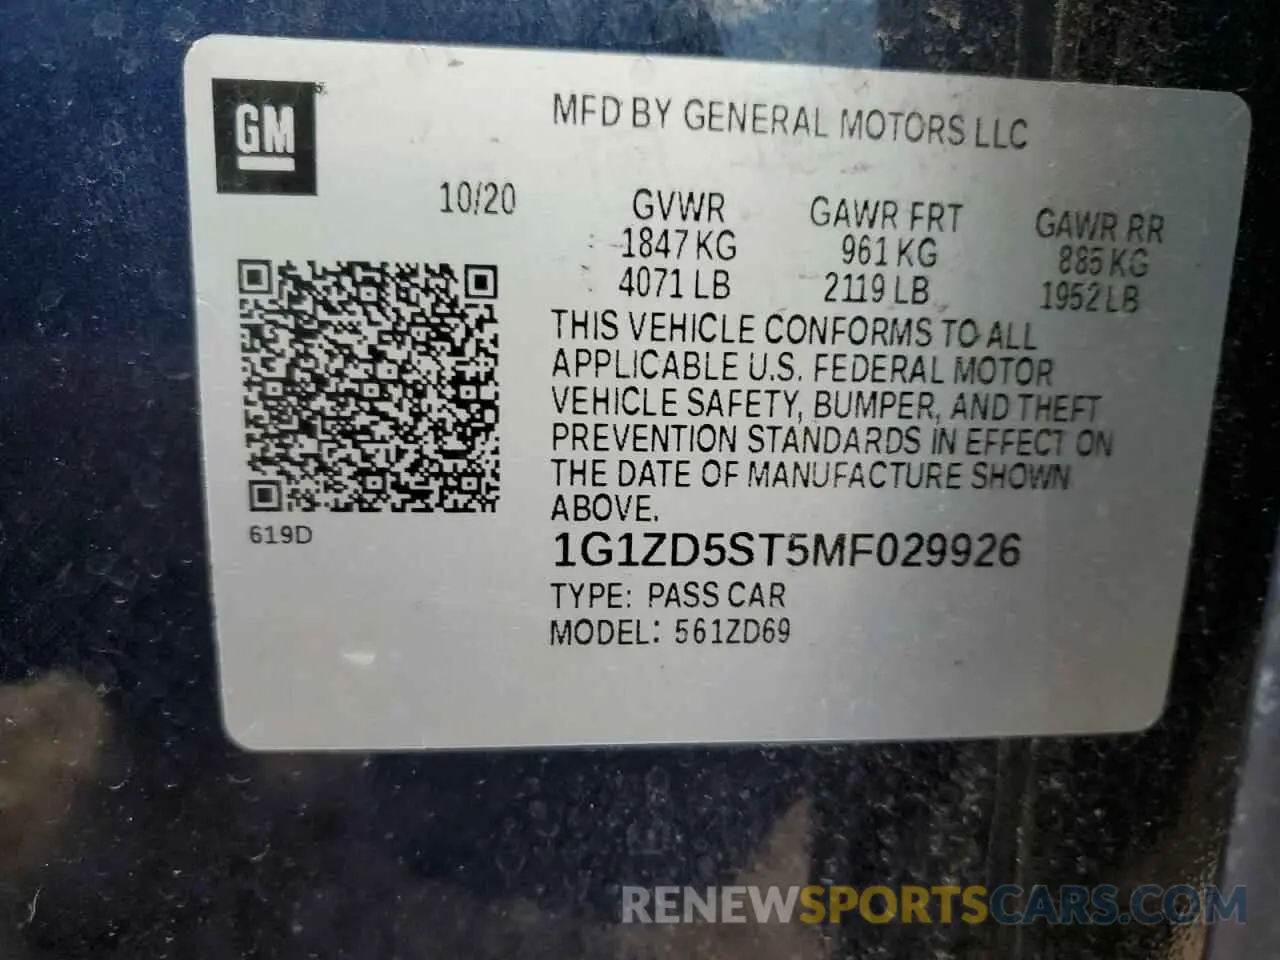 GM
MFD BY GENERAL MOTORS LLC
10/20
GVWR GAWR FRT GAWR RR
1847 KG 961 KG 885 KG
4071 LB 2119 LB 1952 LB
THIS VEHICLE CONFORMS TO ALL
APPLICABLE U.S. FEDERAL MOTOR
VEHICLE SAFETY, BUMPER, AND THEFT
PREVENTION STANDARDS IN EFFECT ON
THE DATE OF MANUFACTURE SHOWN
ABOVE.
619D
1G1ZD5ST5MF029926
TYPE: PASS CAR
MODEL: 561ZD69
RENEWSPORTSCARS.COM